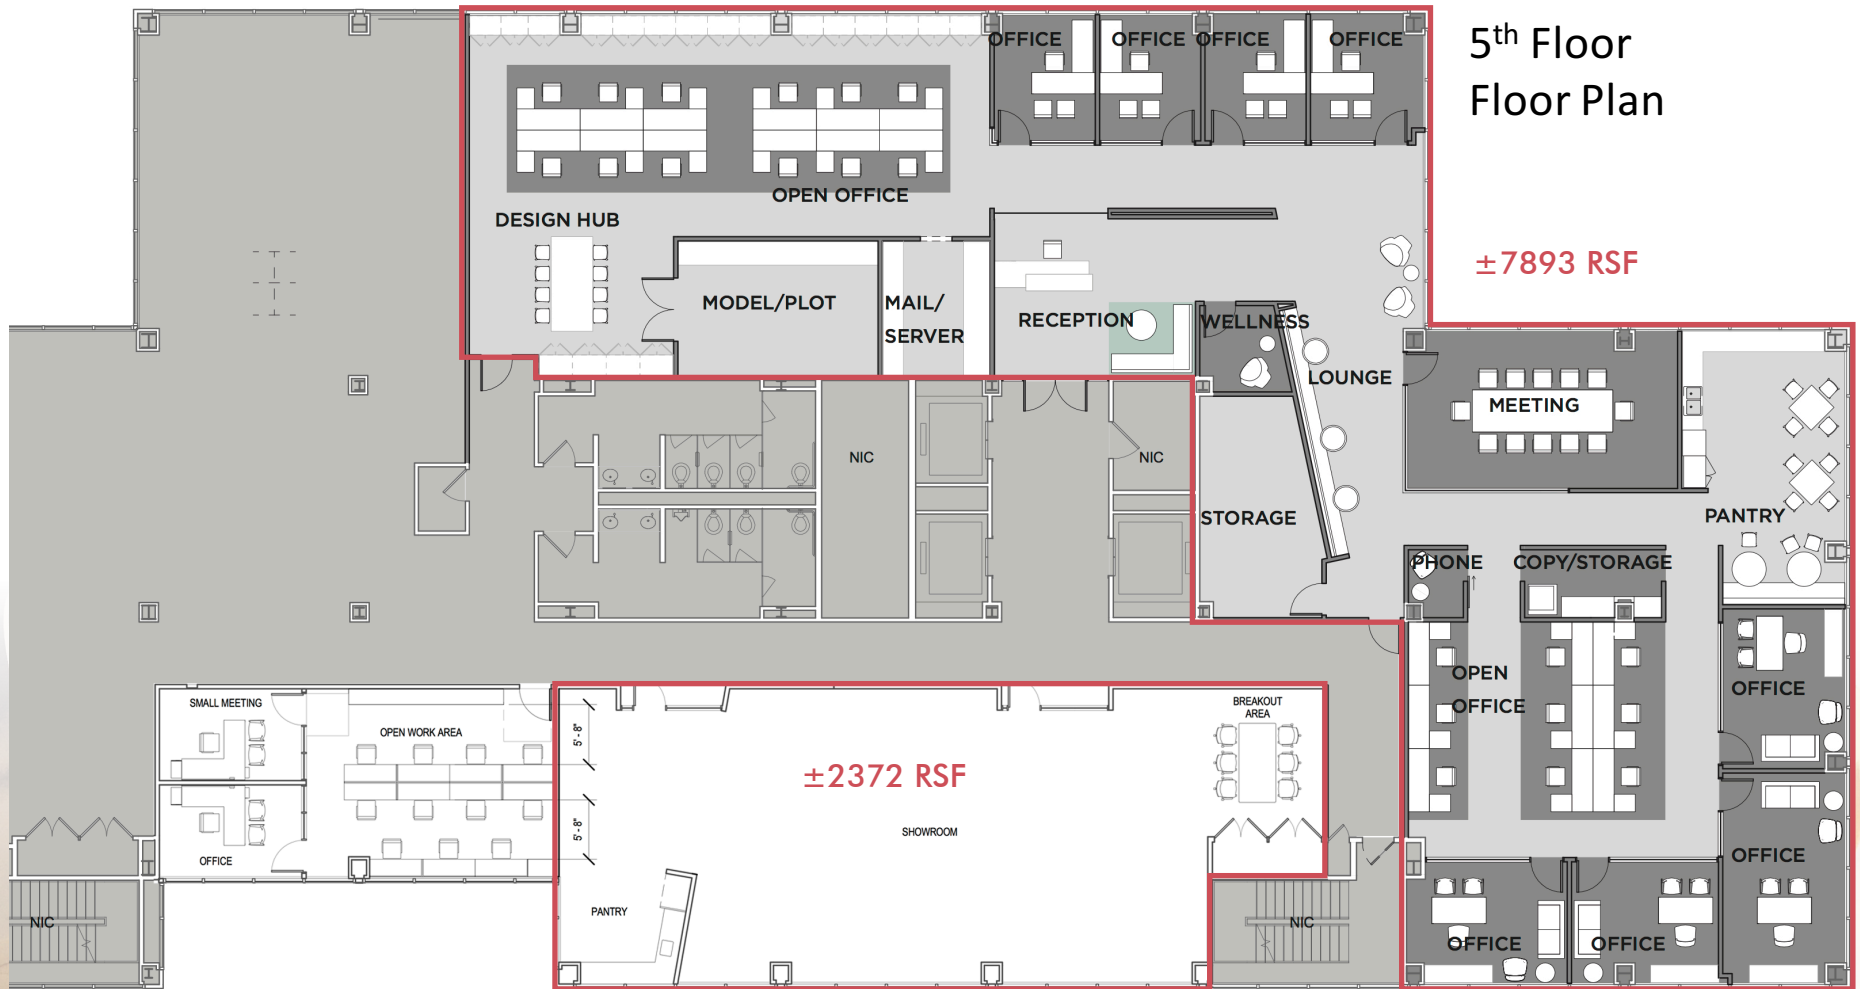 OFFICE
OFFICE
OFFICE
OFFICE
5th Floor
Floor Plan
OPEN OFFICE
DESIGN HUB
±7893 RSF
MODEL/PLOT
MAIL/
SERVER
RECEPTION
WELLNESS
LOUNGE
MEETING
NIC
NIC
STORAGE
PANTRY
PHONE
COPY/STORAGE
OPEN
OFFICE
OFFICE
SMALL MEETING
OPEN WORK AREA
5'-8"
BREAKOUT
AREA
±2372 RSF
5'-8"
SHOWROOM
OFFICE
OFFICE
PANTRY
NIC
NIC
OFFICE
OFFICE